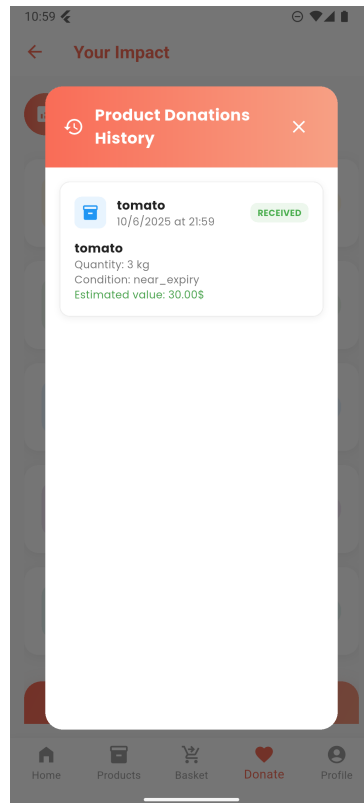 10:59
Your Impact
Product Donations
History
tomato
10/6/2025 at 21:59
RECEIVED
tomato
Quantity: 3 kg
Condition: near_expiry
Estimated value: 30.00$
Home
Products
Basket
Donate
Profile